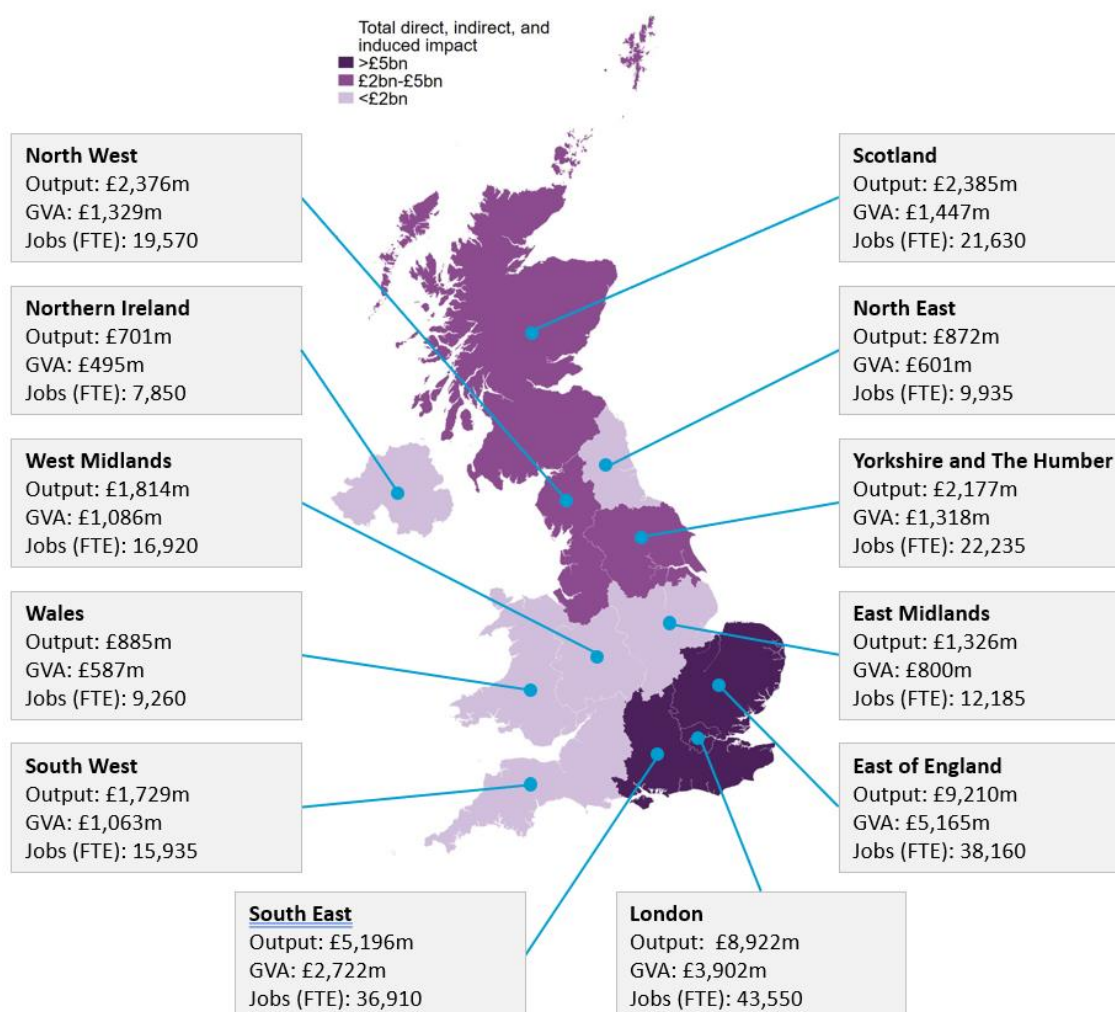 Total direct, indirect, and
induced impact
>£5bn
£2bn-£5bn
<£2bn
North West
Output: £2,376m
GVA: £1,329m
Jobs (FTE): 19,570
Scotland
Output: £2,385m
GVA: £1,447m
Jobs (FTE): 21,630
Northern Ireland
Output: £701m
GVA: £495m
Jobs (FTE): 7,850
North East
Output: £872m
GVA: £601m
Jobs (FTE): 9,935
West Midlands
Output: £1,814m
GVA: £1,086m
Jobs (FTE): 16,920
Yorkshire and The Humber
Output: £2,177m
GVA: £1,318m
Jobs (FTE): 22,235
Wales
Output: £885m
GVA: £587m
Jobs (FTE): 9,260
East Midlands
Output: £1,326m
GVA: £800m
Jobs (FTE): 12,185
South West
Output: £1,729m
GVA: £1,063m
Jobs (FTE): 15,935
East of England
Output: £9,210m
GVA: £5,165m
Jobs (FTE): 38,160
South East
Output: £5,196m
GVA: £2,722m
Jobs (FTE): 36,910
London
Output: £8,922m
GVA: £3,902m
Jobs (FTE): 43,550